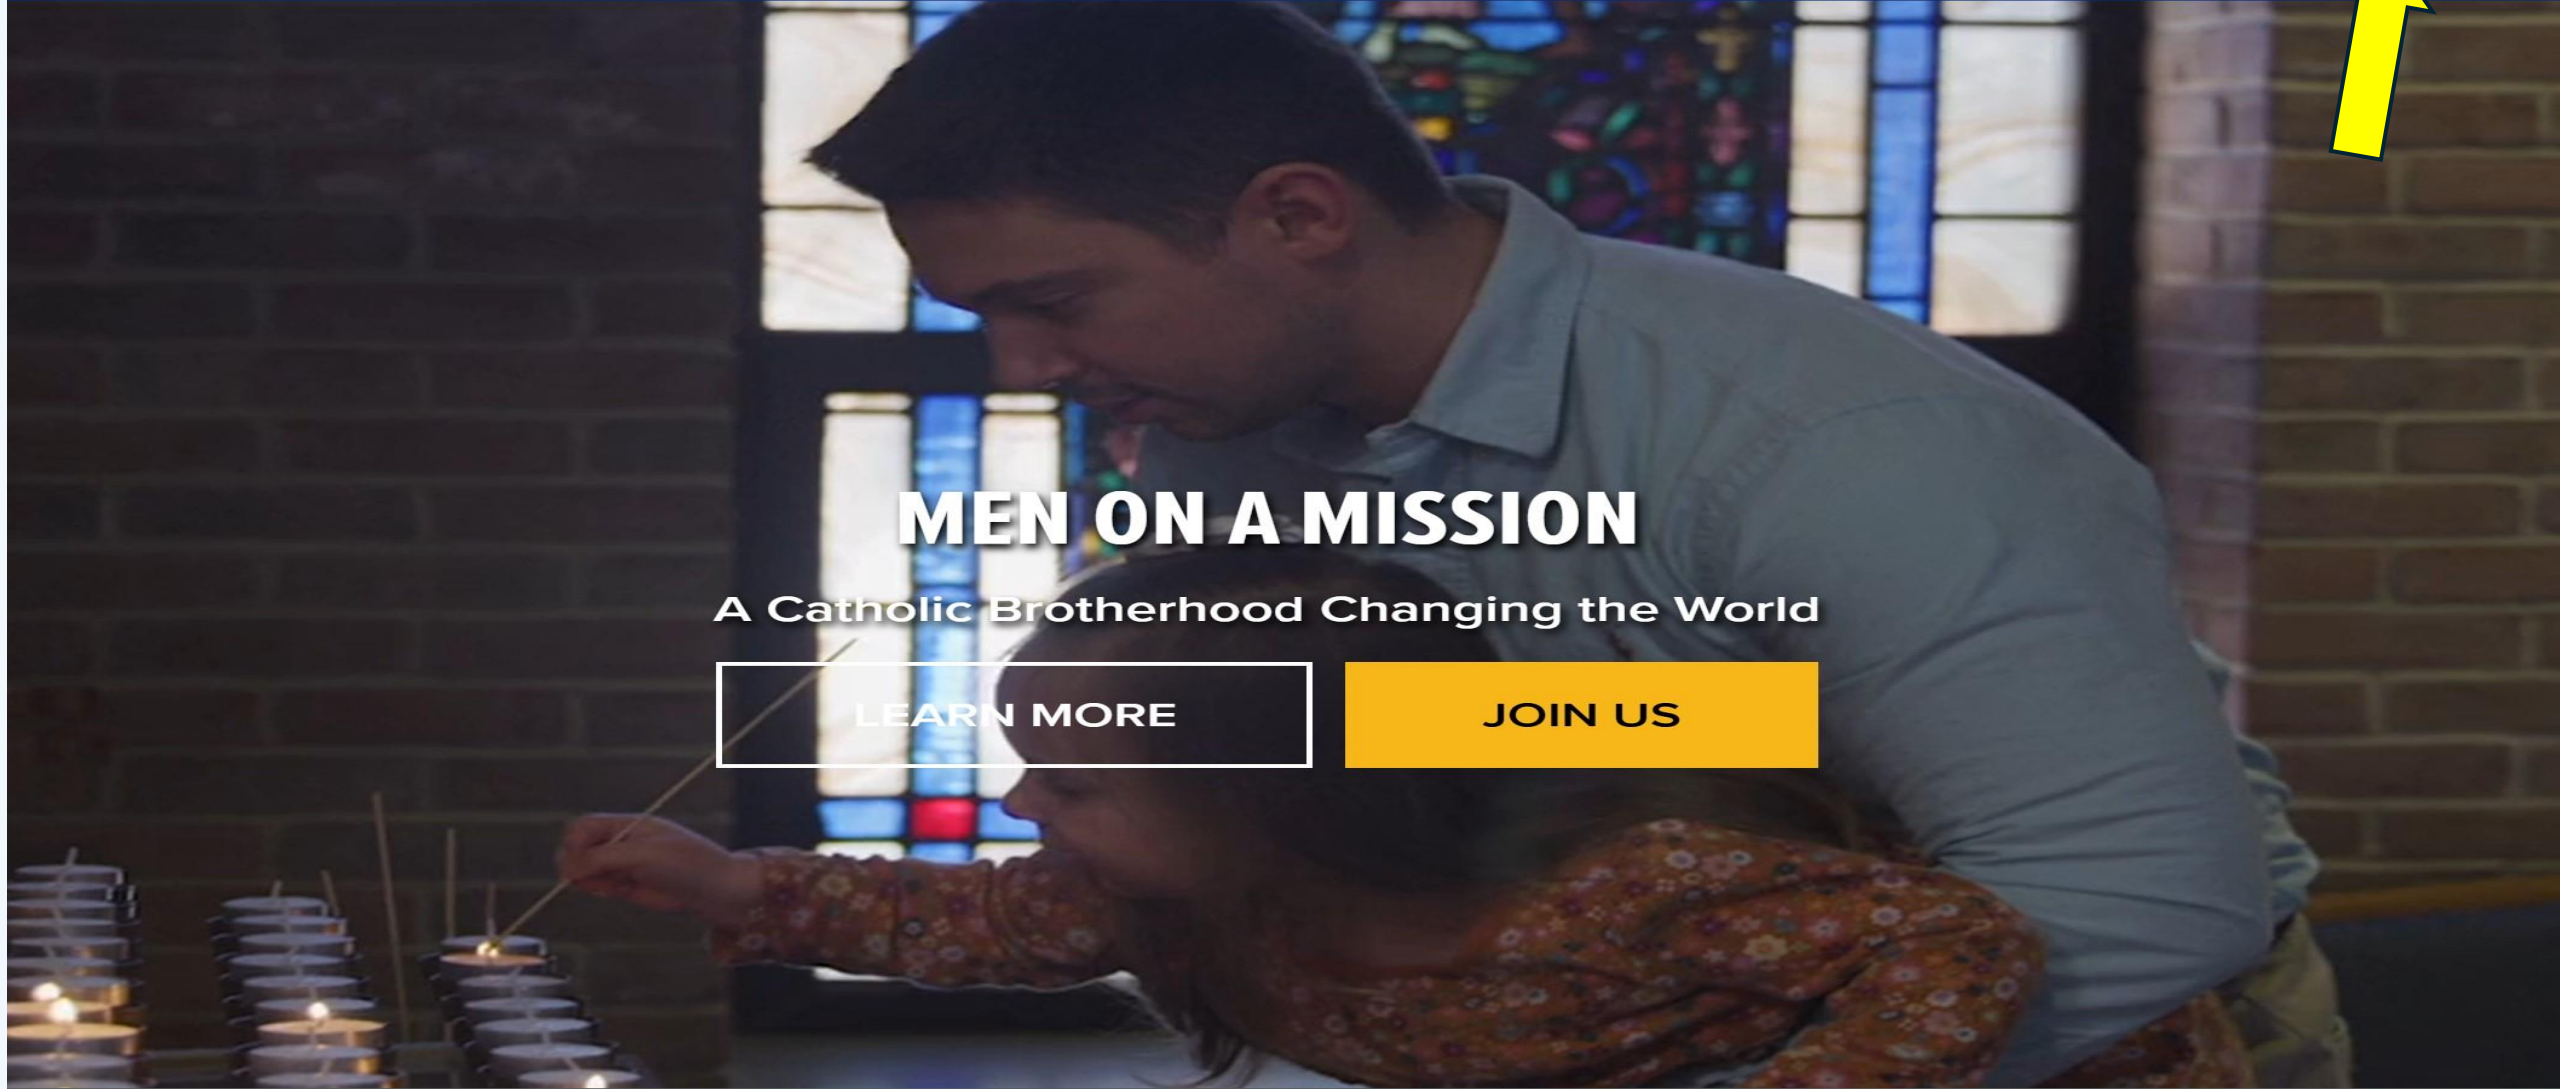 MEN ON A MISSION
A Catholic Brotherhood Changing the World
LEARN MORE
JOIN US